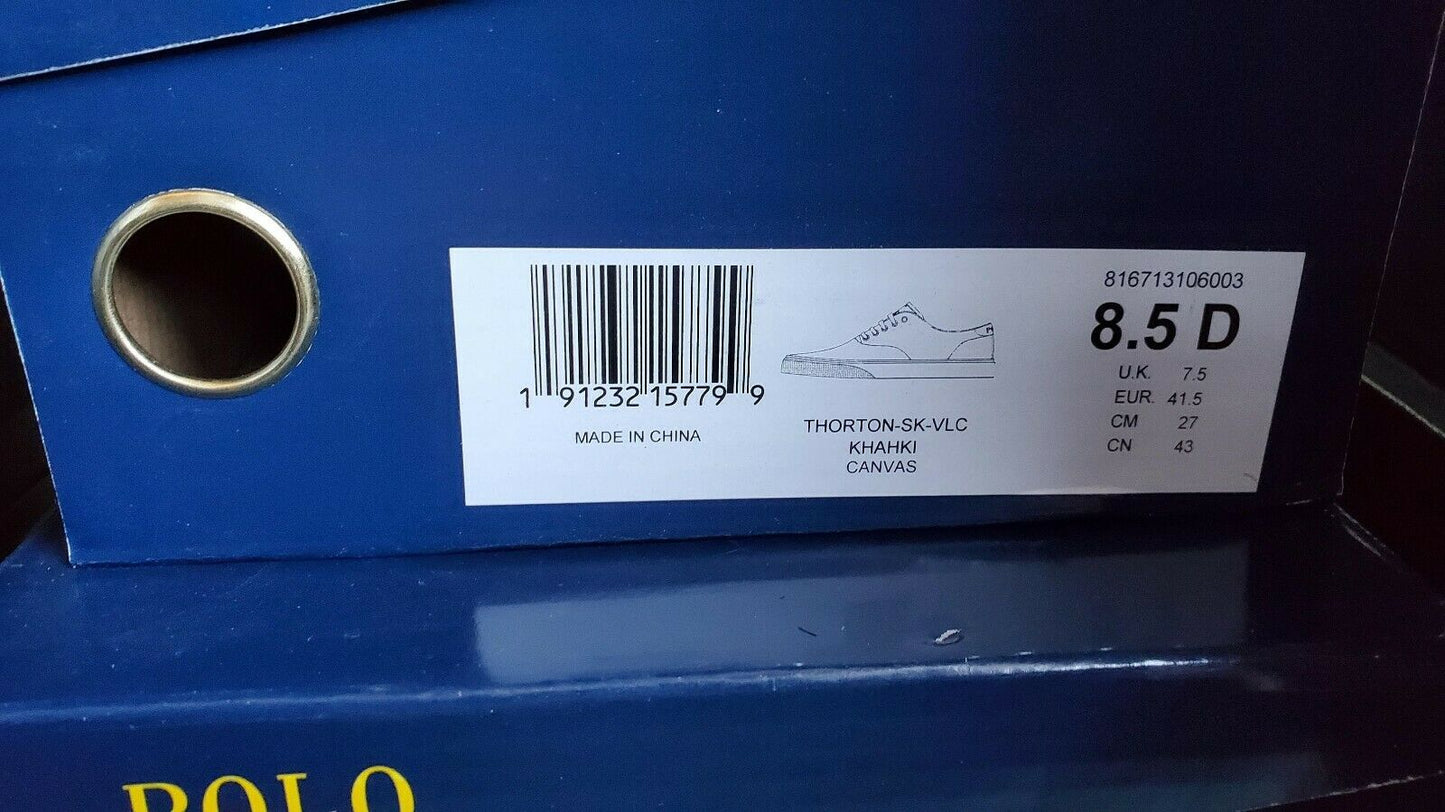 816713106003
8.5 D
U.K. 7.5
EUR. 41.5
CM 27
CN 43
1 91232 15779 9
MADE IN CHINA
THORTON-SK-VLC
KHAHKI
CANVAS
POLO